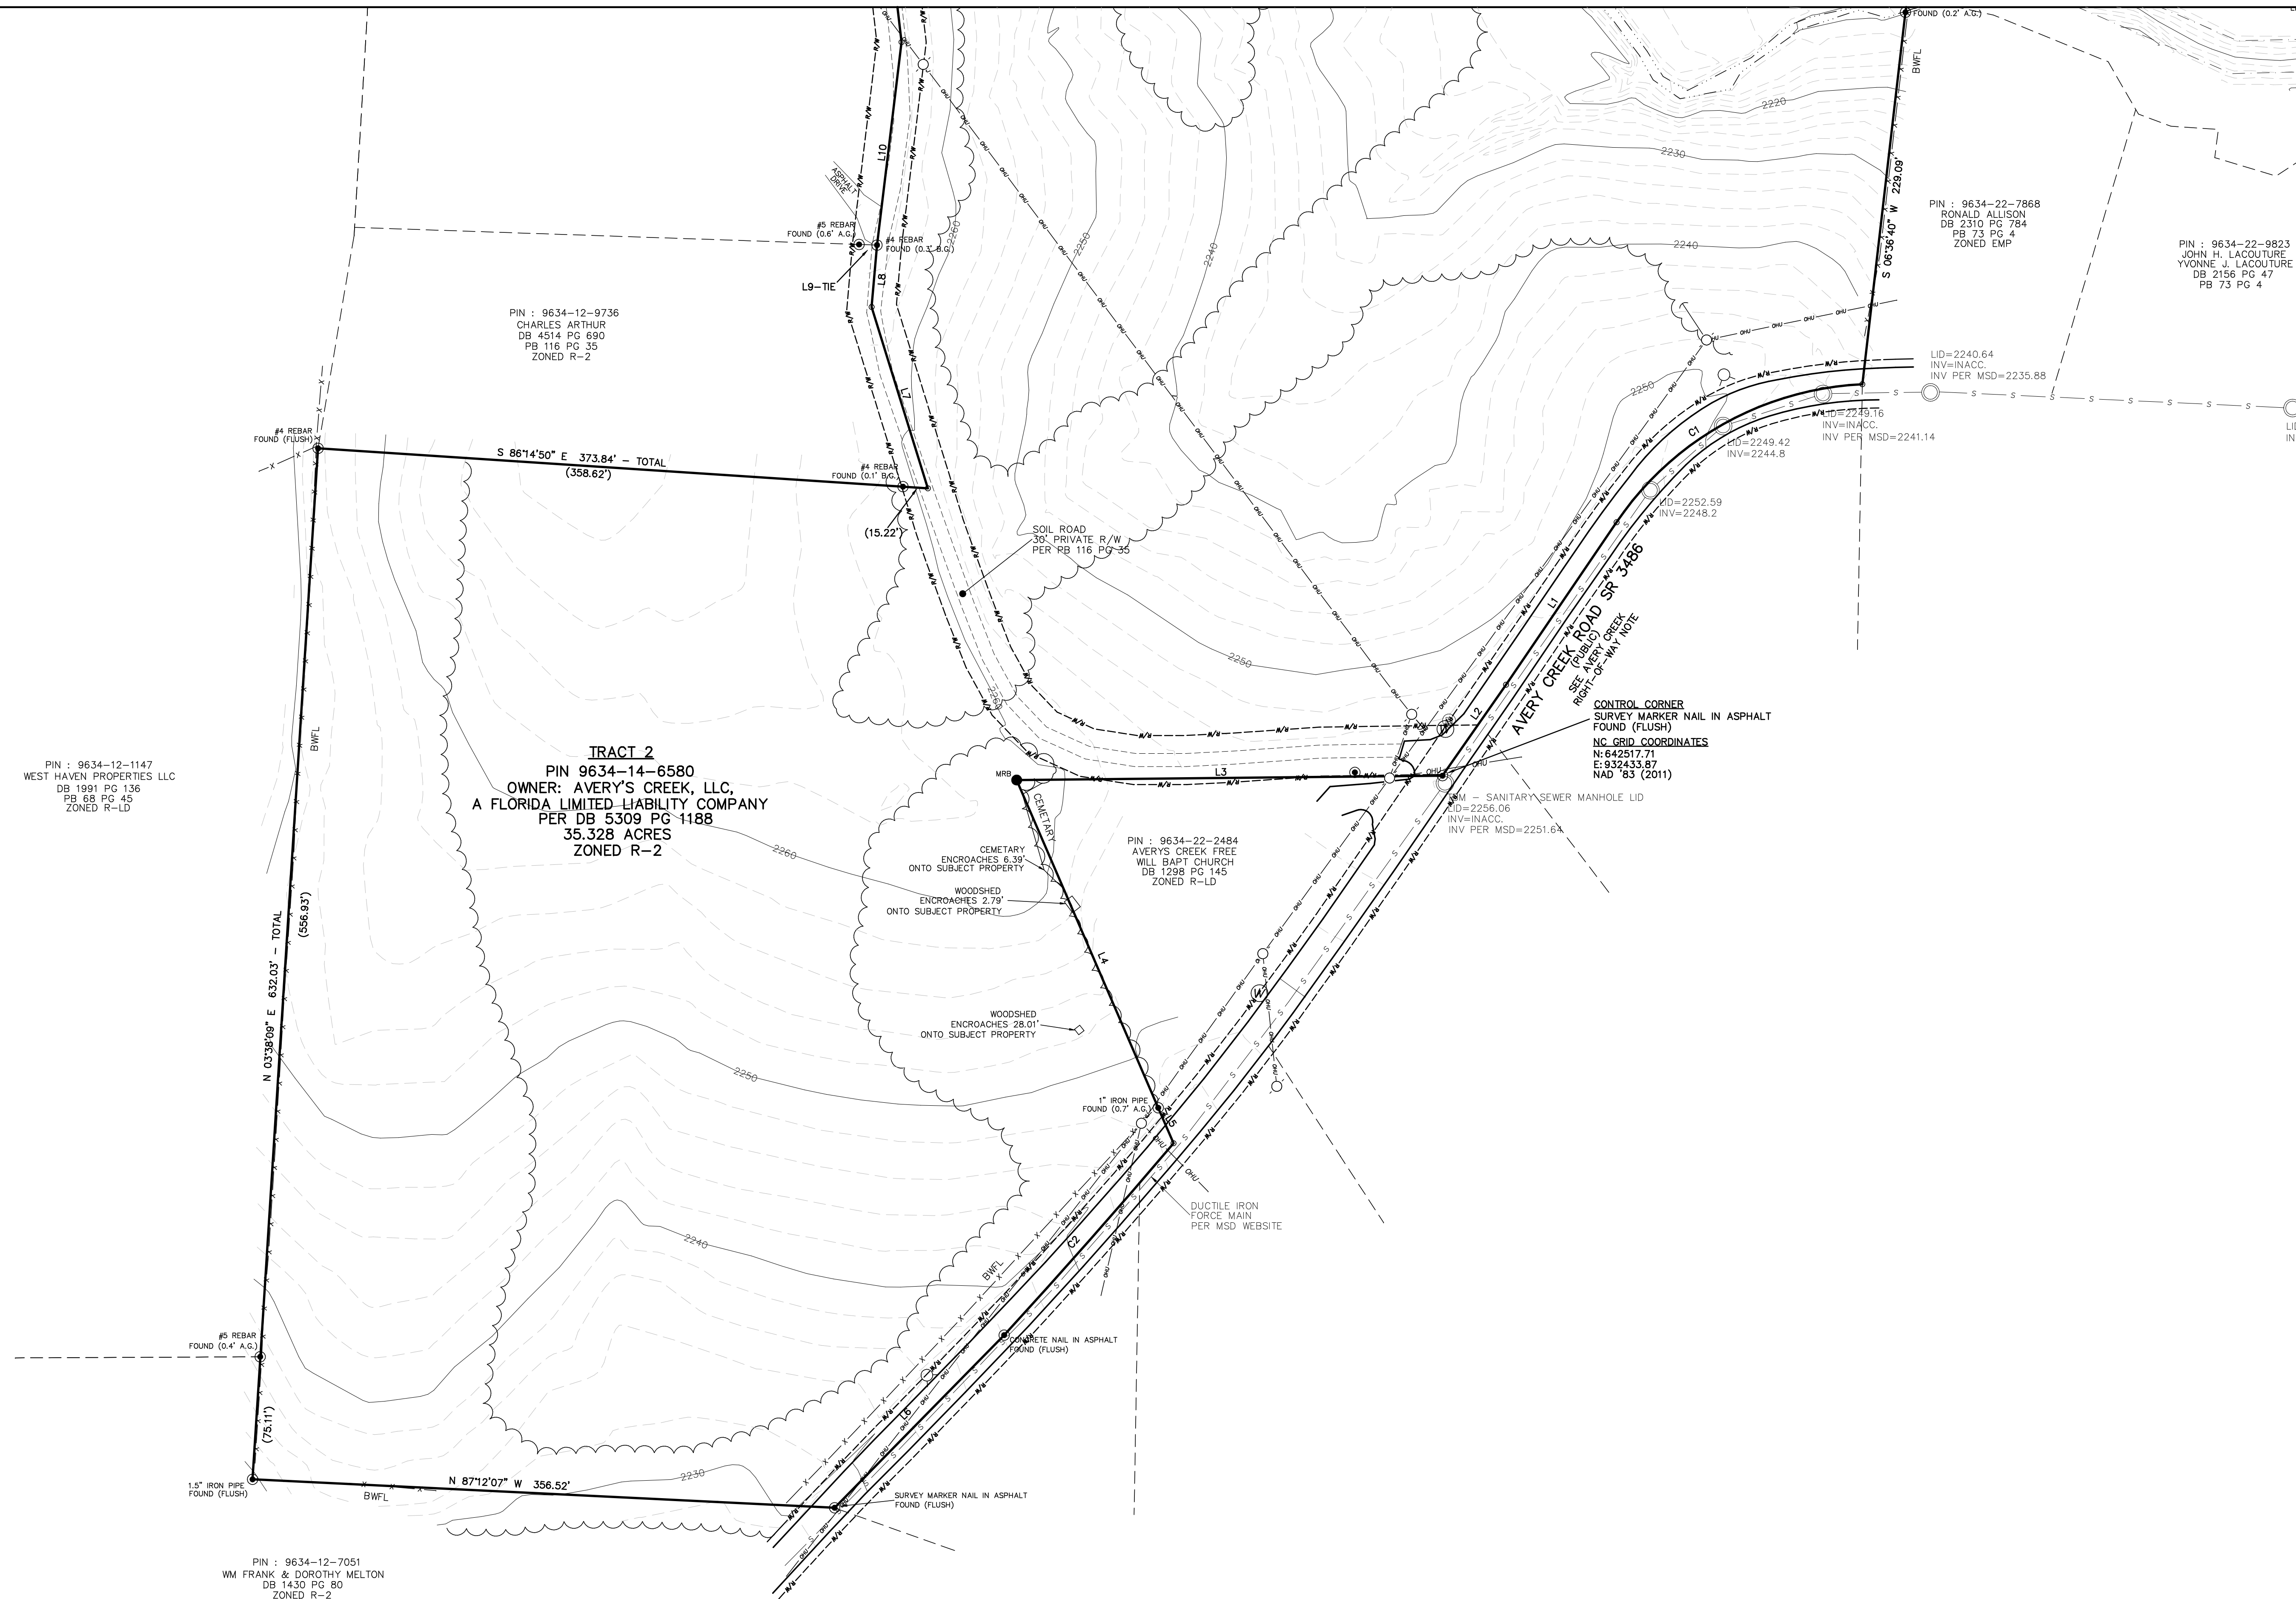 FOUND (0.2' A.G.)
BWFL
OHU
R/W
R/W
L10
ASPHALT
DRIVE
2220
2230
2240
2240
2250
2260
2250
#5 REBAR
FOUND (0.6' A.G.)
#4 REBAR
FOUND (0.3' B.G.)
L8
L9-TIE
S 06°36'40" W 229.09'
PIN : 9634-22-7868
RONALD ALLISON
DB 2310 PG 784
PB 73 PG 4
ZONED EMP
PIN : 9634-22-9823
JOHN H. LACOUTURE
YVONNE J. LACOUTURE
DB 2156 PG 47
PB 73 PG 4
PIN : 9634-12-9736
CHARLES ARTHUR
DB 4514 PG 690
PB 116 PG 35
ZONED R-2
L7
LID=2240.64
INV=INACC.
INV PER MSD=2235.88
LID=2249.16
INV=INACC.
INV PER MSD=2241.14
C1
LID=2249.42
INV=2244.8
LID=2252.59
INV=2248.2
#4 REBAR
FOUND (FLUSH)
S 86°14'50" E 373.84' - TOTAL
(358.62')
#4 REBAR
FOUND (0.1' B.G.)
(15.22')
SOIL ROAD
30' PRIVATE R/W
PER PB 116 PG 35
2250
2260
L1
L2
AVERY CREEK ROAD SR 3486
(PUBLIC)
SEE AVERY CREEK
RIGHT-OF-WAY NOTE
CONTROL CORNER
SURVEY MARKER NAIL IN ASPHALT
FOUND (FLUSH)
NC GRID COORDINATES
N: 642517.71
E: 932433.87
NAD '83 (2011)
TBM - SANITARY SEWER MANHOLE LID
LID=2256.06
INV=INACC.
INV PER MSD=2251.64
BWFL
PIN : 9634-12-1147
WEST HAVEN PROPERTIES LLC
DB 1991 PG 136
PB 68 PG 45
ZONED R-LD
TRACT 2
PIN 9634-14-6580
OWNER: AVERY'S CREEK, LLC,
A FLORIDA LIMITED LIABILITY COMPANY
PER DB 5309 PG 1188
35.328 ACRES
ZONED R-2
MRB
L3
OHU
CEMETARY
2260
CEMETARY
ENCROACHES 6.39'
ONTO SUBJECT PROPERTY
WOODSHED
ENCROACHES 2.79'
ONTO SUBJECT PROPERTY
PIN : 9634-22-2484
AVERYS CREEK FREE
WILL BAPT CHURCH
DB 1298 PG 145
ZONED R-LD
L4
N 03°38'09" E 632.03' - TOTAL
(556.93')
WOODSHED
ENCROACHES 28.01'
ONTO SUBJECT PROPERTY
W
2250
1" IRON PIPE
FOUND (0.7' A.G.)
L5
DUCTILE IRON
FORCE MAIN
PER MSD WEBSITE
2240
C2
BWFL
#5 REBAR
FOUND (0.4' A.G.)
CONCRETE NAIL IN ASPHALT
FOUND (FLUSH)
L6
(75.11')
1.5" IRON PIPE
FOUND (FLUSH)
N 87°12'07" W 356.52'
2230
BWFL
SURVEY MARKER NAIL IN ASPHALT
FOUND (FLUSH)
PIN : 9634-12-7051
WM FRANK & DOROTHY MELTON
DB 1430 PG 80
ZONED R-2